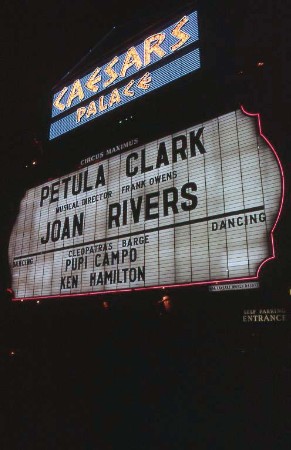 CAESARS
PALACE
CIRCUS MAXIMUS
PETULA CLARK
MUSICAL DIRECTOR FRANK OWENS
JOAN RIVERS
CLEOPATRA'S BARGE
DANCING PUPI CAMPO DANCING
KEN HAMILTON
SELF PARKING
ENTRANCE